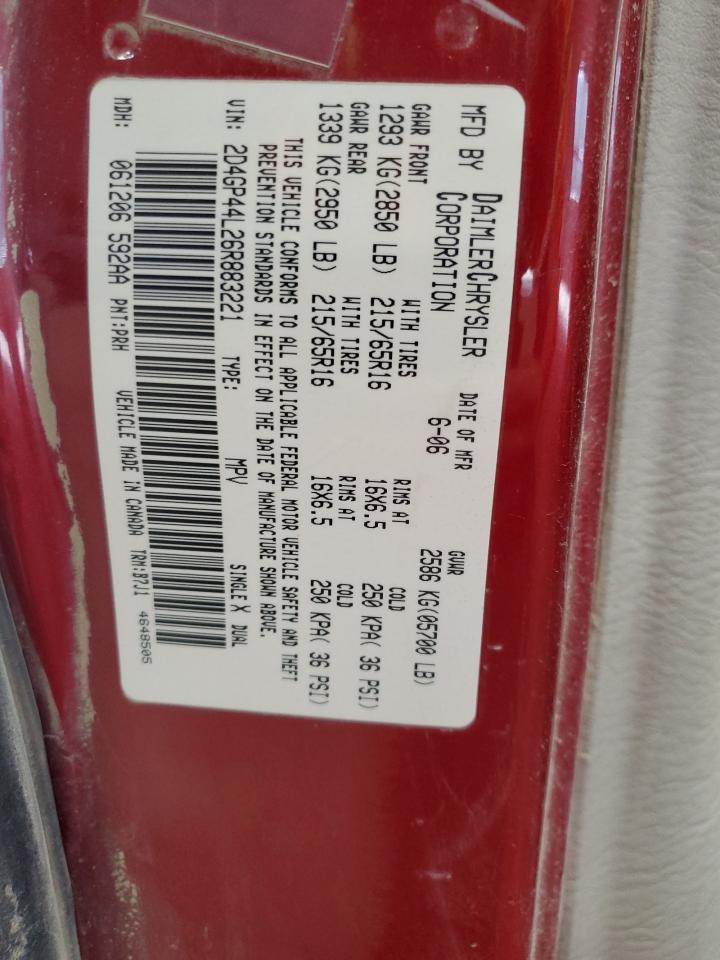 MFD BY DAIMLERCHRYSLER CORPORATION DATE OF MFR 6-06 GVWR 2586 KG(05700 LB)
GAWR FRONT WITH TIRES RIMS AT COLD
1293 KG(2850 LB) 215/65R16 16X6.5 250 KPA( 36 PSI)
GAWR REAR WITH TIRES RIMS AT COLD
1339 KG(2950 LB) 215/65R16 16X6.5 250 KPA( 36 PSI)
THIS VEHICLE CONFORMS TO ALL APPLICABLE FEDERAL MOTOR VEHICLE SAFETY AND THEFT
PREVENTION STANDARDS IN EFFECT ON THE DATE OF MANUFACTURE SHOWN ABOVE.
VIN: 2D4GP44L26R883221 TYPE: MPV SINGLE X DUAL
MDH: 061206 592AA PNT:PRH VEHICLE MADE IN CANADA TRM:B7J1 4648505